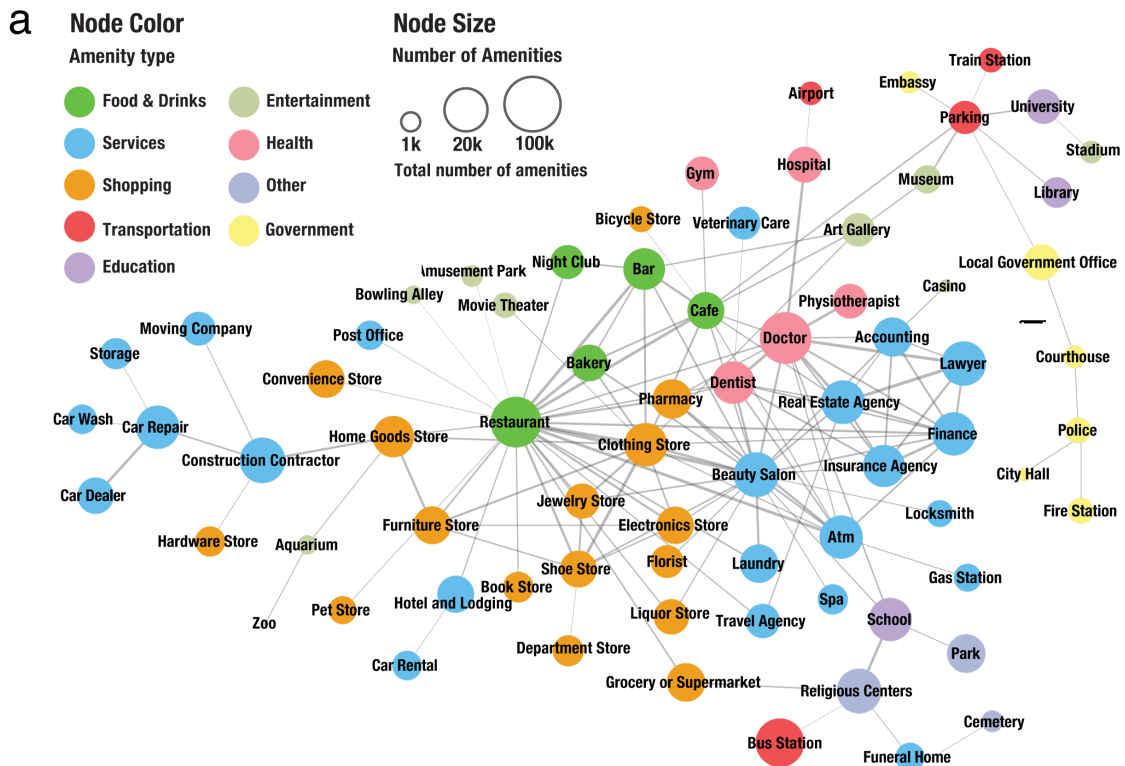 a
Node Color
Amenity type
Food & Drinks
Services
Shopping
Transportation
Education
Entertainment
Health
Other
Government
Node Size
Number of Amenities
1k
20k
100k
Total number of amenities
Train Station
Embassy
Airport
Parking
University
Stadium
Hospital
Gym
Museum
Library
Bicycle Store
Veterinary Care
Art Gallery
Night Club
Bar
Local Government Office
Amusement Park
Bowling Alley
Movie Theater
Casino
Physiotherapist
Cafe
Moving Company
Post Office
Doctor
Accounting
Storage
Courthouse
Bakery
Lawyer
Convenience Store
Dentist
Pharmacy
Real Estate Agency
Car Wash
Car Repair
Restaurant
Police
Home Goods Store
Clothing Store
Finance
Construction Contractor
Insurance Agency
Beauty Salon
City Hall
Car Dealer
Jewelry Store
Locksmith
Fire Station
Furniture Store
Electronics Store
Hardware Store
Aquarium
Atm
Florist
Laundry
Shoe Store
Gas Station
Book Store
Hotel and Lodging
Spa
Pet Store
Zoo
Liquor Store
Travel Agency
School
Department Store
Park
Car Rental
Grocery or Supermarket
Religious Centers
Cemetery
Bus Station
Funeral Home